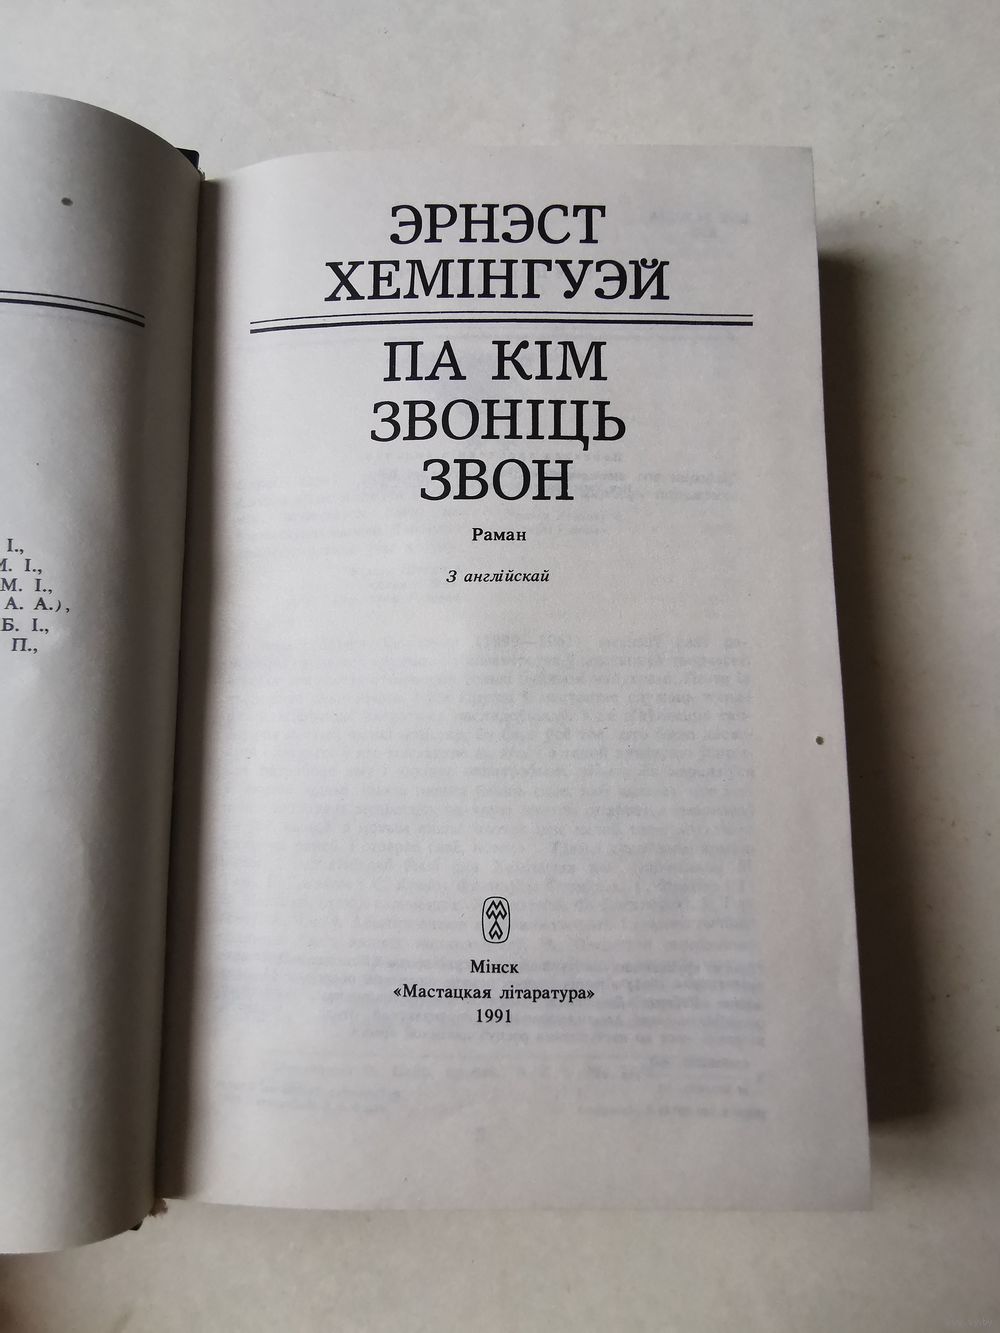 І.,
М. І.,
М. І.,
А. А.),
Б. І.,
П.,
ЭРНЭСТ
ХЕМІНГУЭЙ
ПА КІМ
ЗВОНІЦЬ
ЗВОН
Раман
З англійскай
Мінск
«Мастацкая літаратура»
1991